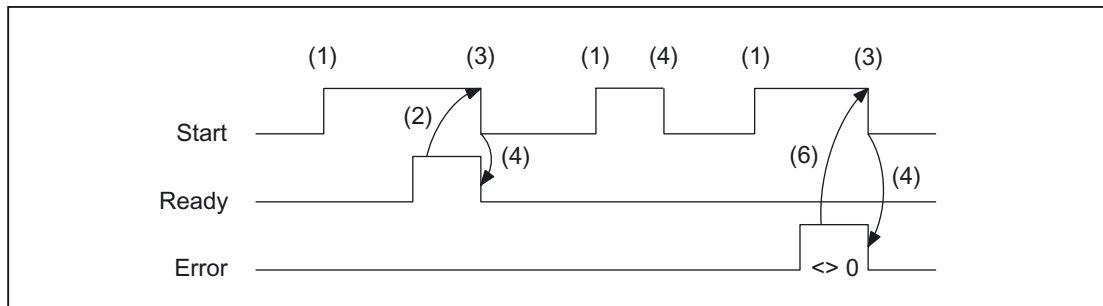 (1) (3) (1) (4) (1) (3)
Start (2) (6)
(4) (4)
Ready
Error <> 0